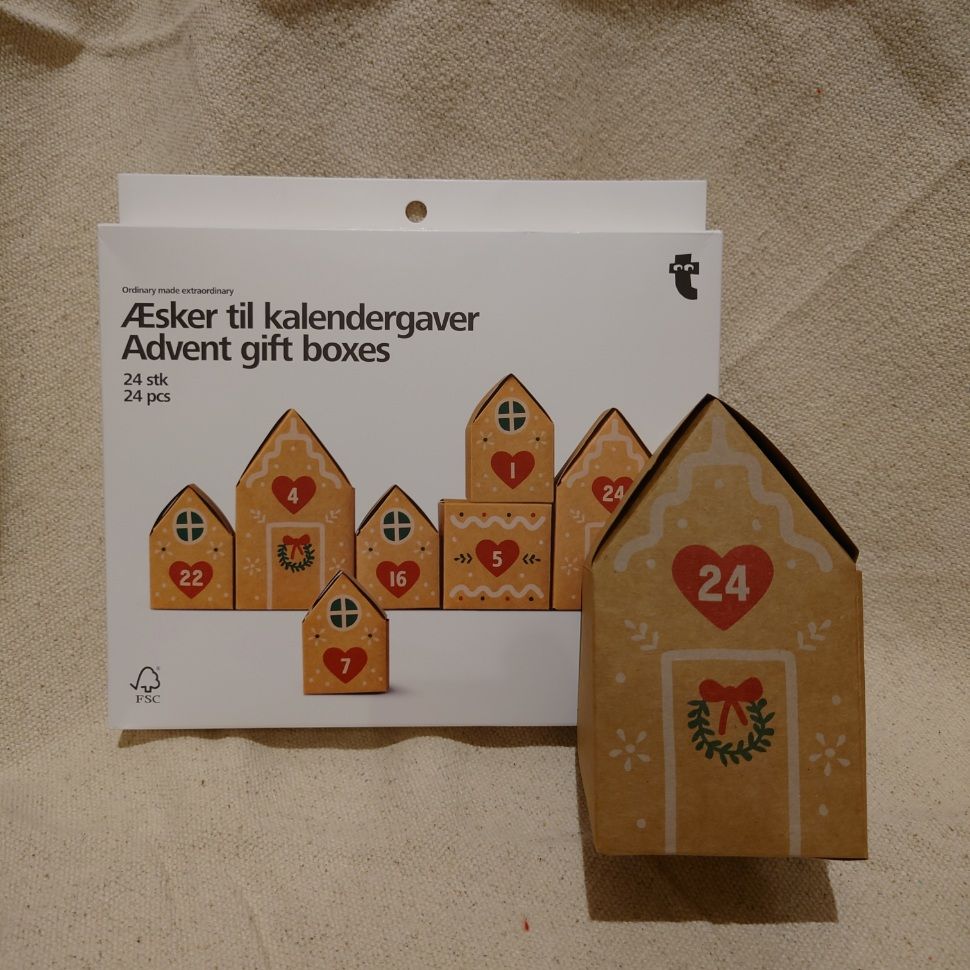 Ordinary made extraordinary
Æsker til kalendergaver
Advent gift boxes
24 stk
24 pcs
1
4
24
22
16
5
7
FSC
24